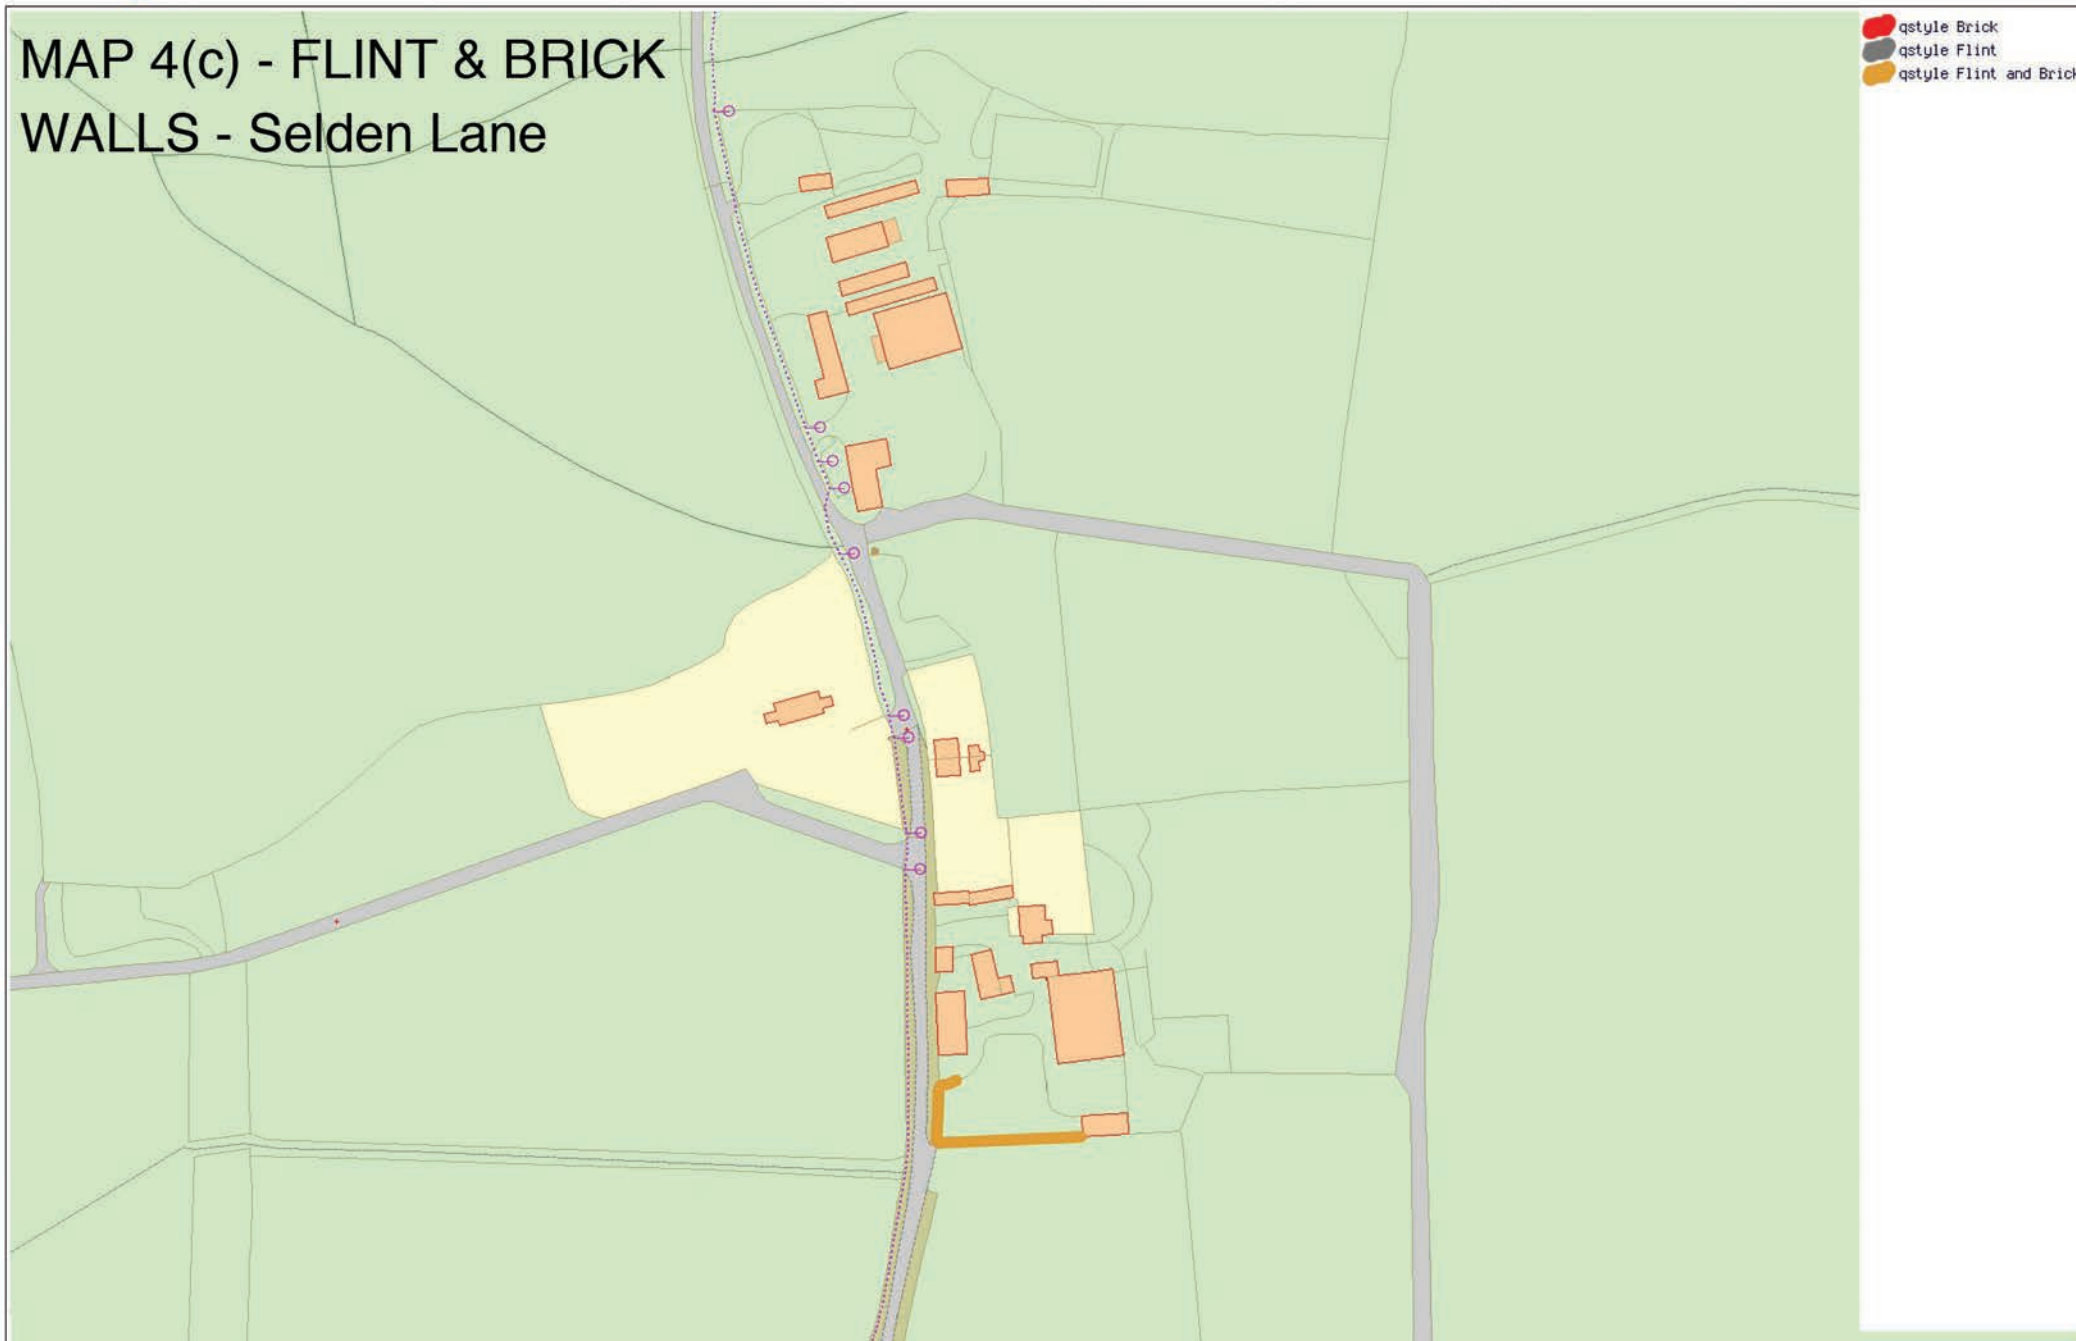 MAP 4(c) - FLINT & BRICK
WALLS - Selden Lane
qstyle Brick
qstyle Flint
qstyle Flint and Brick